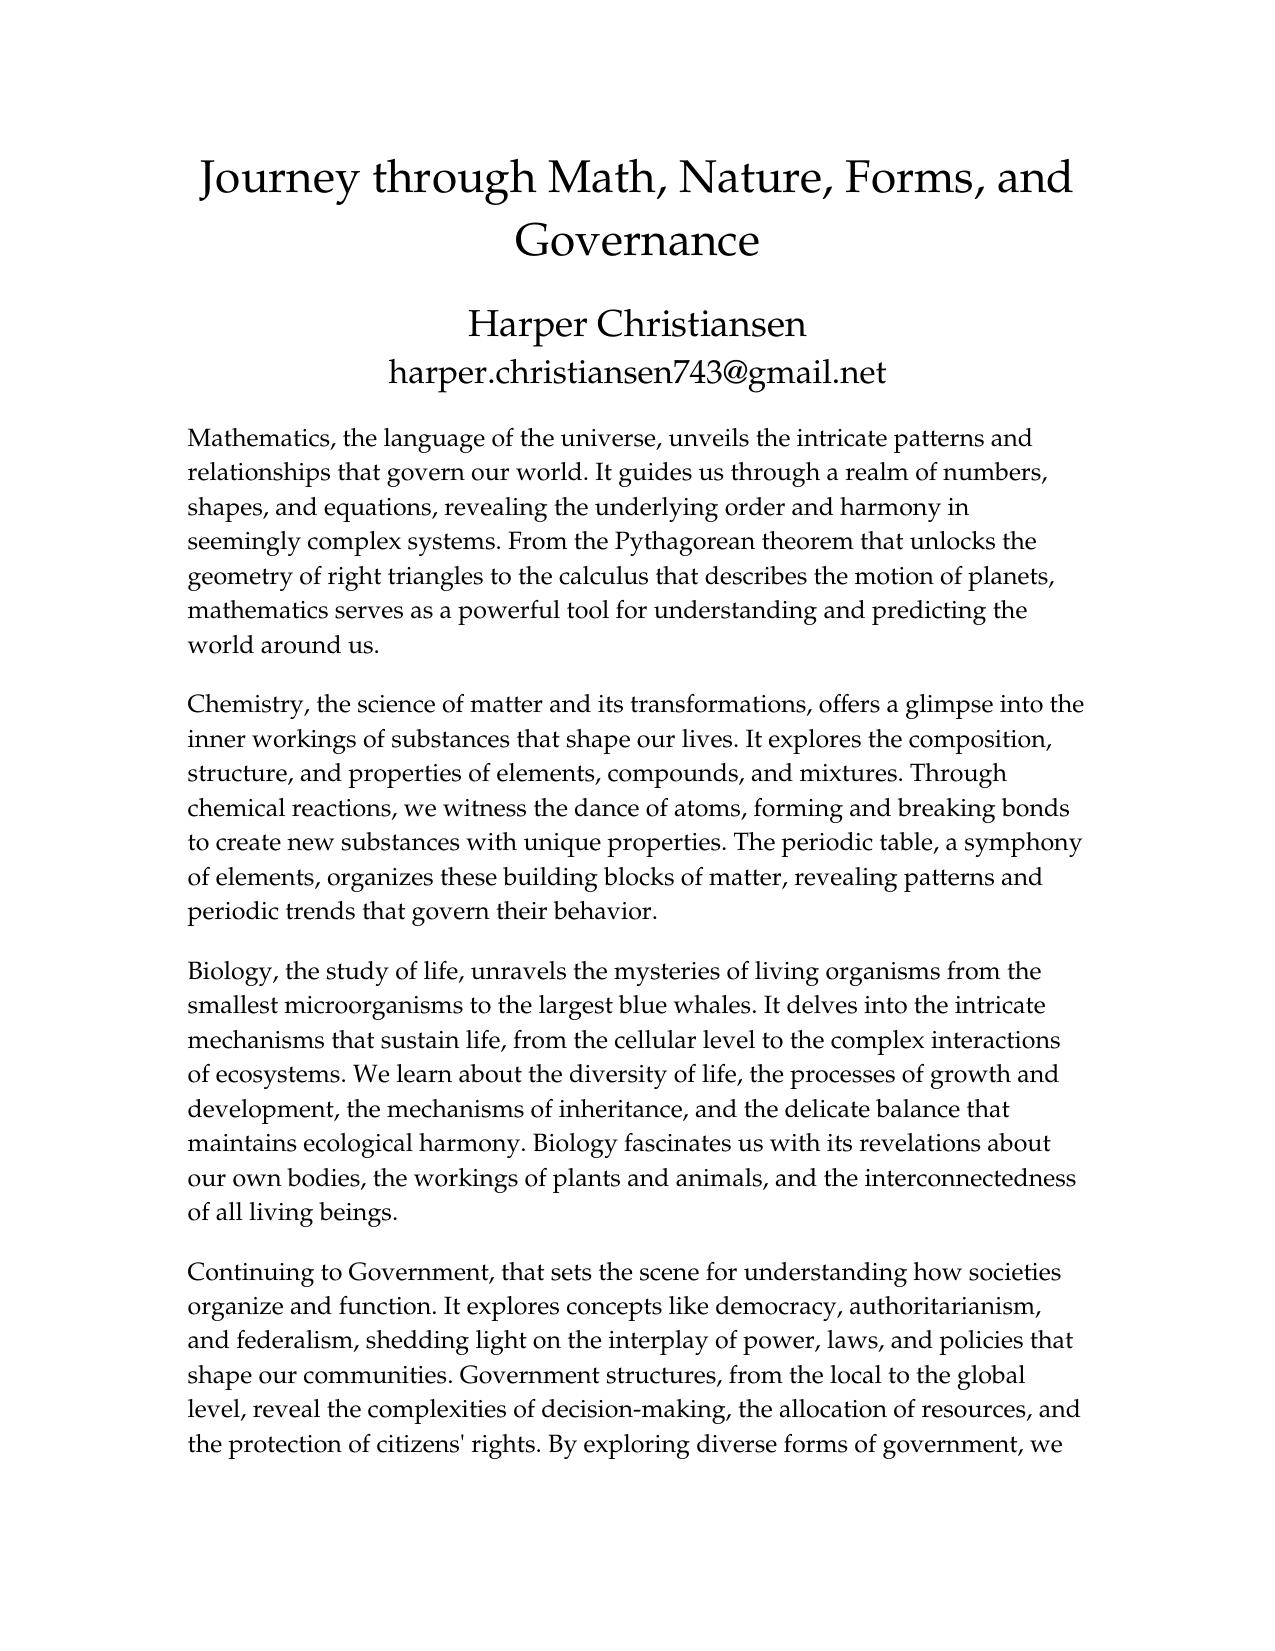 Journey through Math, Nature, Forms, and
Governance
Harper Christiansen
harper.christiansen743@gmail.net
Mathematics, the language of the universe, unveils the intricate patterns and
relationships that govern our world. It guides us through a realm of numbers,
shapes, and equations, revealing the underlying order and harmony in
seemingly complex systems. From the Pythagorean theorem that unlocks the
geometry of right triangles to the calculus that describes the motion of planets,
mathematics serves as a powerful tool for understanding and predicting the
world around us.
Chemistry, the science of matter and its transformations, offers a glimpse into the
inner workings of substances that shape our lives. It explores the composition,
structure, and properties of elements, compounds, and mixtures. Through
chemical reactions, we witness the dance of atoms, forming and breaking bonds
to create new substances with unique properties. The periodic table, a symphony
of elements, organizes these building blocks of matter, revealing patterns and
periodic trends that govern their behavior.
Biology, the study of life, unravels the mysteries of living organisms from the
smallest microorganisms to the largest blue whales. It delves into the intricate
mechanisms that sustain life, from the cellular level to the complex interactions
of ecosystems. We learn about the diversity of life, the processes of growth and
development, the mechanisms of inheritance, and the delicate balance that
maintains ecological harmony. Biology fascinates us with its revelations about
our own bodies, the workings of plants and animals, and the interconnectedness
of all living beings.
Continuing to Government, that sets the scene for understanding how societies
organize and function. It explores concepts like democracy, authoritarianism,
and federalism, shedding light on the interplay of power, laws, and policies that
shape our communities. Government structures, from the local to the global
level, reveal the complexities of decision-making, the allocation of resources, and
the protection of citizens' rights. By exploring diverse forms of government, we